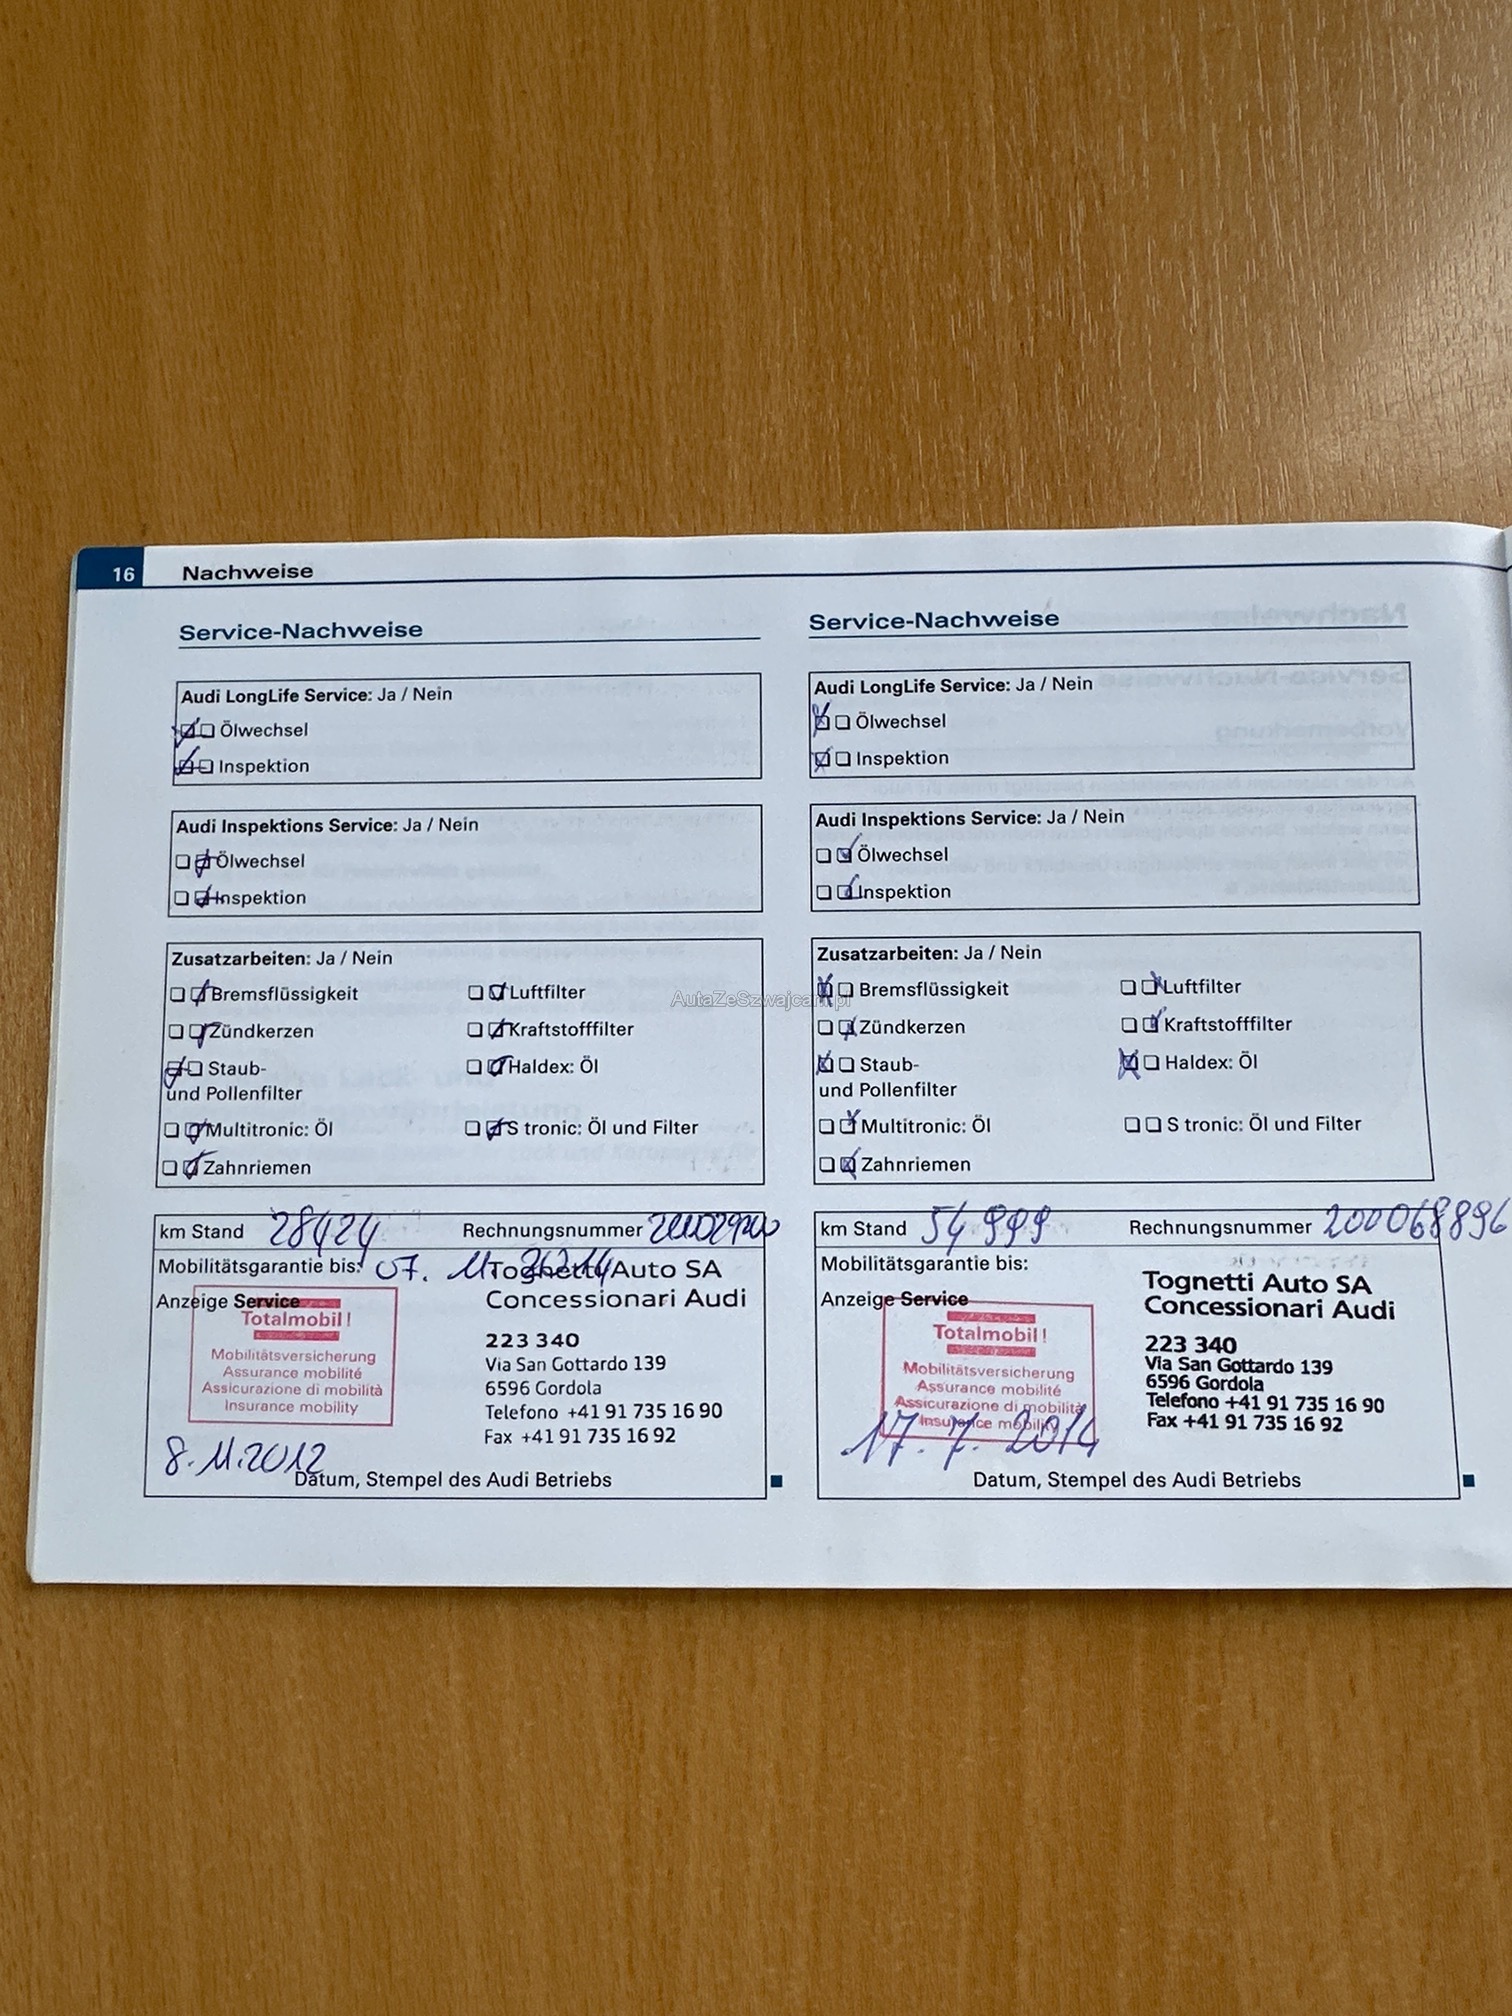 16 Nachweise
Service-Nachweise
Audi LongLife Service: Ja / Nein
Ölwechsel
Inspektion
Audi Inspektions Service: Ja / Nein
Ölwechsel
Inspektion
Zusatzarbeiten: Ja / Nein
Bremsflüssigkeit Luftfilter
Zündkerzen Kraftstofffilter
Staub- Haldex: Öl
und Pollenfilter
Multitronic: Öl S tronic: Öl und Filter
Zahnriemen
km Stand 28424 Rechnungsnummer
Mobilitätsgarantie bis: 07. 11. 2014 Tognetti Auto SA
Anzeige Service Concessionari Audi
Totalmobil!
Mobilitätsversicherung
Assurance mobilité
Assicurazione di mobilità
Insurance mobility
223 340
Via San Gottardo 139
6596 Gordola
Telefono +41 91 735 16 90
Fax +41 91 735 16 92
8.11.2012
Datum, Stempel des Audi Betriebs
Service-Nachweise
Audi LongLife Service: Ja / Nein
Ölwechsel
Inspektion
Audi Inspektions Service: Ja / Nein
Ölwechsel
Inspektion
Zusatzarbeiten: Ja / Nein
Bremsflüssigkeit Luftfilter
Zündkerzen Kraftstofffilter
Staub- Haldex: Öl
und Pollenfilter
Multitronic: Öl S tronic: Öl und Filter
Zahnriemen
km Stand 54999 Rechnungsnummer 200068896
Mobilitätsgarantie bis:
Anzeige Service
Tognetti Auto SA
Concessionari Audi
Totalmobil!
Mobilitätsversicherung
Assurance mobilité
Assicurazione di mobilità
Insurance mobility
223 340
Via San Gottardo 139
6596 Gordola
Telefono +41 91 735 16 90
Fax +41 91 735 16 92
17. 7. 2014
Datum, Stempel des Audi Betriebs
AutaZeSzwajcarii.pl